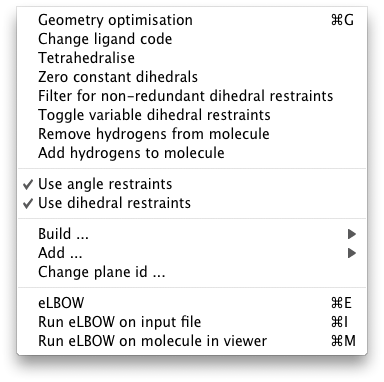 Geometry optimisation ⌘G
Change ligand code
Tetrahedralise
Zero constant dihedrals
Filter for non-redundant dihedral restraints
Toggle variable dihedral restraints
Remove hydrogens from molecule
Add hydrogens to molecule
✓ Use angle restraints
✓ Use dihedral restraints
Build ... ▶
Add ... ▶
Change plane id ...
eLBOW ⌘E
Run eLBOW on input file ⌘I
Run eLBOW on molecule in viewer ⌘M